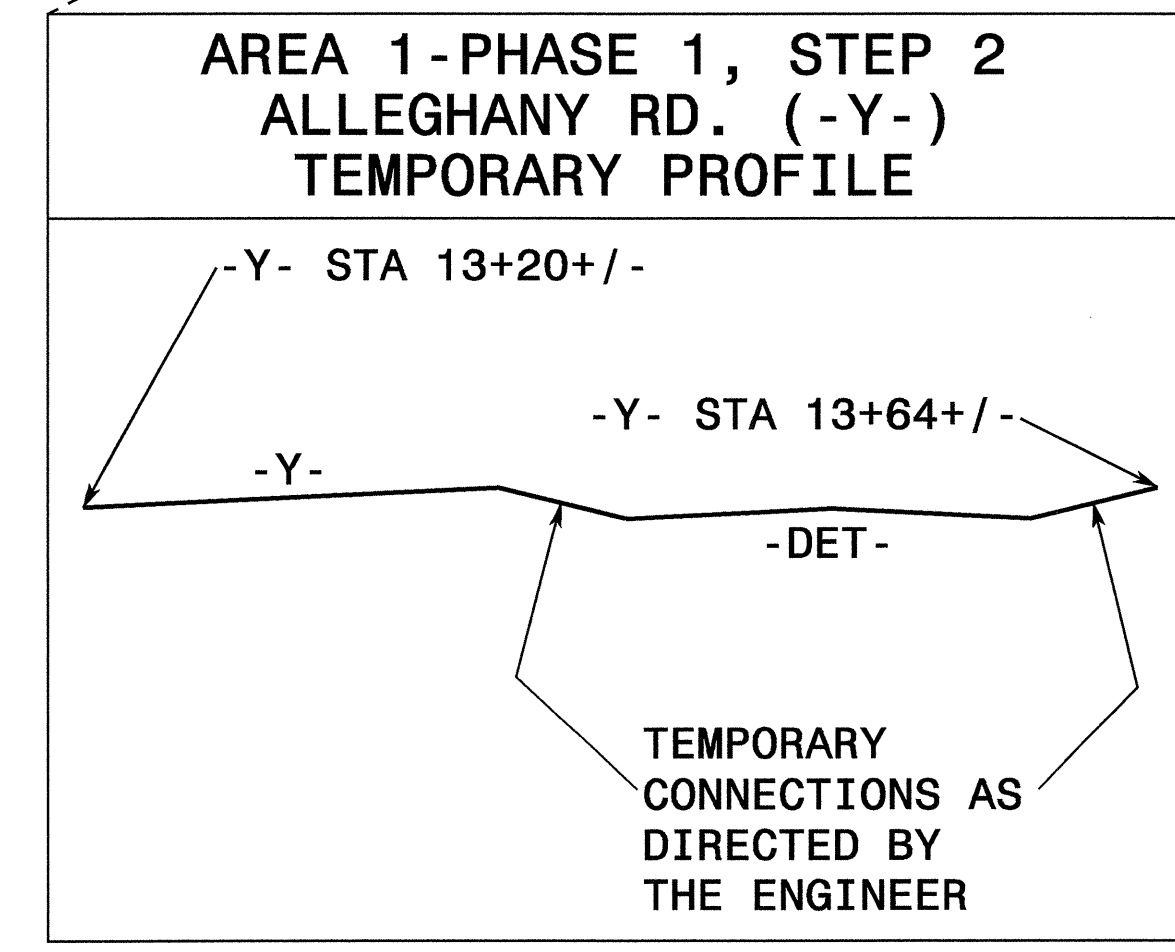 AREA 1-PHASE 1, STEP 2
ALLEGHANY RD. (-Y-)
TEMPORARY PROFILE
-Y- STA 13+20+/-
-Y- STA 13+64+/-
-Y-
-DET-
TEMPORARY
CONNECTIONS AS
DIRECTED BY
THE ENGINEER